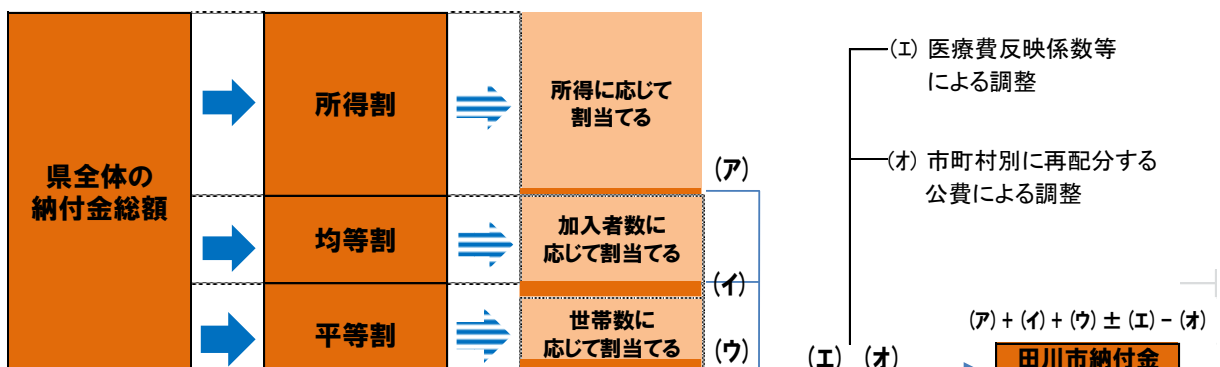 県全体の
納付金総額
所得割
所得に応じて
割当てる
(ア)
均等割
加入者数に
応じて割当てる
(イ)
平等割
世帯数に
応じて割当てる
(ウ)
(エ) 医療費反映係数等
による調整
(オ) 市町村別に再配分する
公費による調整
(エ) (オ)
(ア) + (イ) + (ウ) ± (エ) − (オ)
田川市納付金